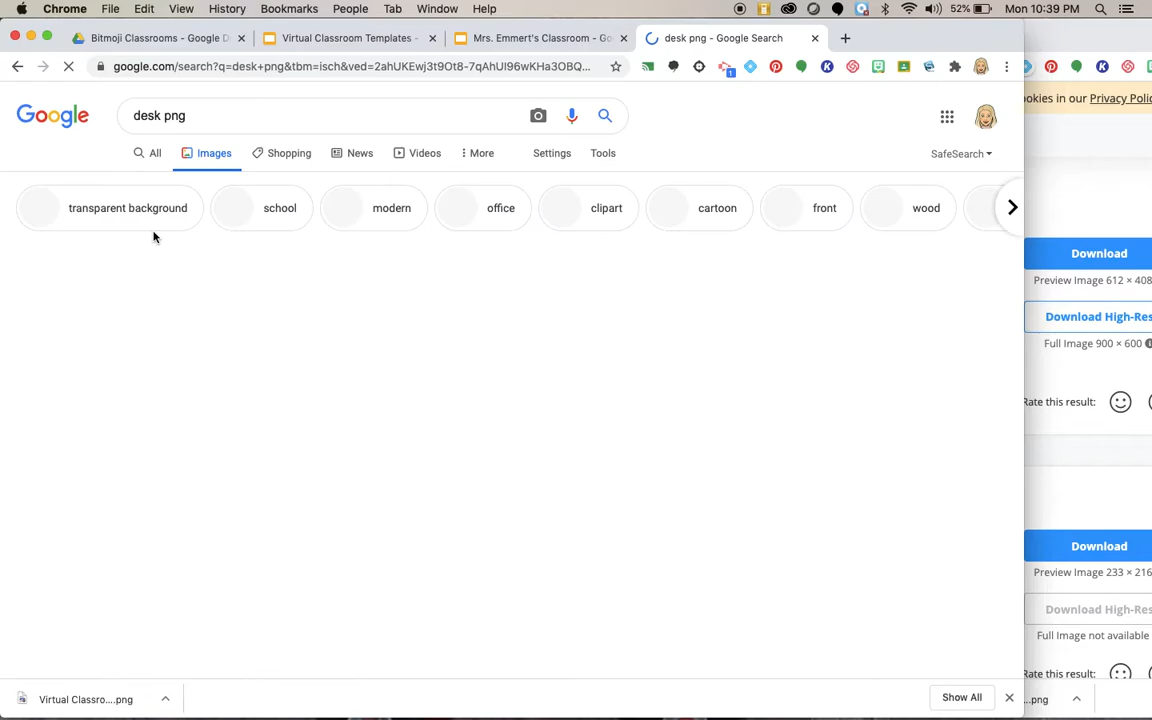 Chrome File Edit View History Bookmarks People Tab Window Help 52% Mon 10:39 PM
Bitmoji Classrooms - Google D Virtual Classroom Templates - Mrs. Emmert's Classroom - Go desk png - Google Search
google.com/search?q=desk+png&tbm=isch&ved=2ahUKEwj3t9Ot8-7qAhUI96wKHa3OBQ...
ookies in our Privacy Polic
Google desk png
All Images Shopping News Videos More Settings Tools SafeSearch
transparent background school modern office clipart cartoon front wood
Download
Preview Image 612 × 408
Download High-Res
Full Image 900 × 600
Rate this result:
Download
Preview Image 233 × 216
Download High-Res
Full Image not available
Rate this result:
Virtual Classro....png Show All .png